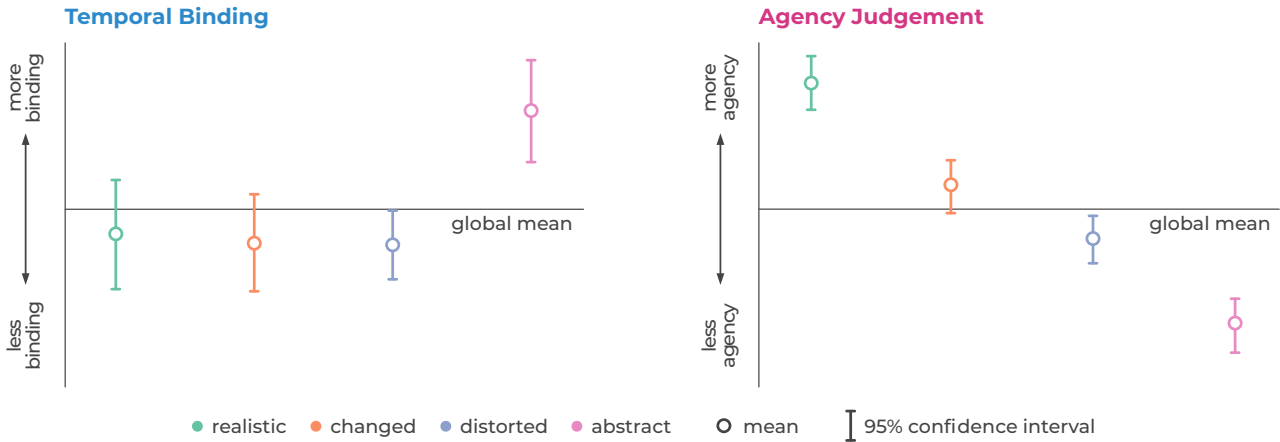 Temporal Binding
more
binding
less
binding
global mean
Agency Judgement
more
agency
less
agency
global mean
realistic changed distorted abstract mean 95% confidence interval